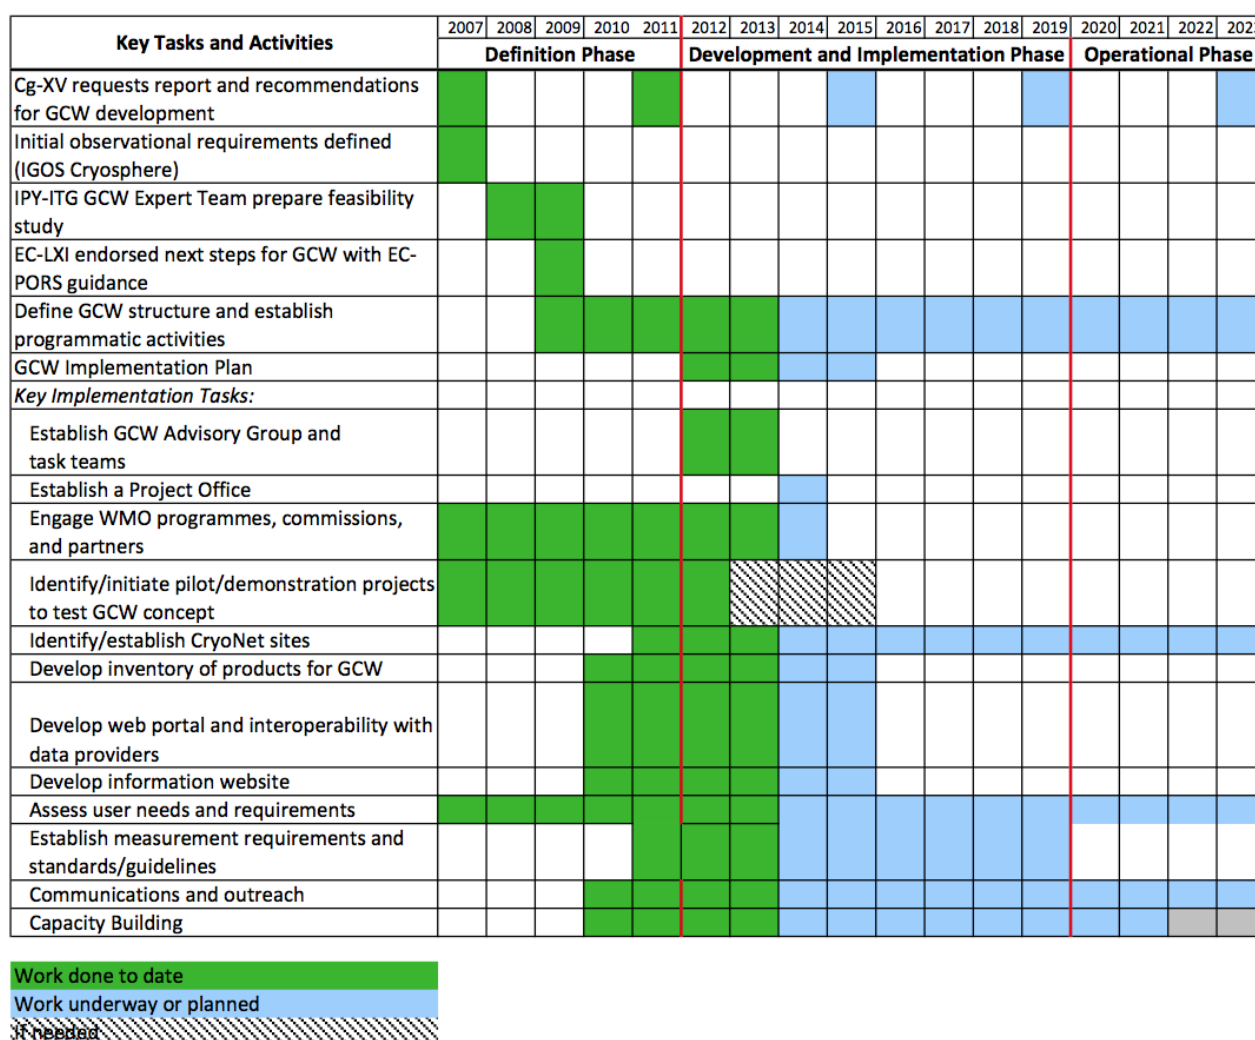 Key Tasks and Activities
2007 2008 2009 2010 2011 2012 2013 2014 2015 2016 2017 2018 2019 2020 2021 2022
Definition Phase Development and Implementation Phase Operational Phase
Cg-XV requests report and recommendations
for GCW development
Initial observational requirements defined
(IGOS Cryosphere)
IPY-ITG GCW Expert Team prepare feasibility
study
EC-LXI endorsed next steps for GCW with EC-
PORS guidance
Define GCW structure and establish
programmatic activities
GCW Implementation Plan
Key Implementation Tasks:
Establish GCW Advisory Group and
task teams
Establish a Project Office
Engage WMO programmes, commissions,
and partners
Identify/initiate pilot/demonstration projects
to test GCW concept
Identify/establish CryoNet sites
Develop inventory of products for GCW
Develop web portal and interoperability with
data providers
Develop information website
Assess user needs and requirements
Establish measurement requirements and
standards/guidelines
Communications and outreach
Capacity Building
Work done to date
Work underway or planned
If needed